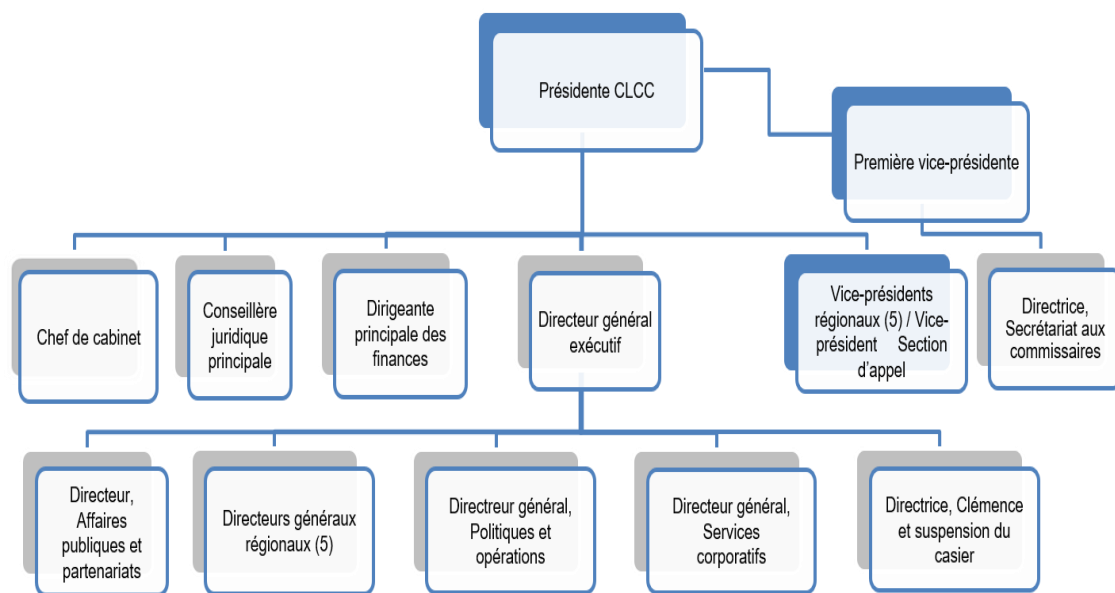 Présidente CLCC
Première vice-présidente
Chef de cabinet
Conseillère
juridique
principale
Dirigeante
principale des
finances
Directeur général
exécutif
Vice-présidents
régionaux (5) / Vice-
président Section
d'appel
Directrice,
Secrétariat aux
commissaires
Directeur,
Affaires
publiques et
partenariats
Directeurs généraux
régionaux (5)
Directreur général,
Politiques et
opérations
Directeur général,
Services
corporatifs
Directrice, Clémence
et suspension du
casier